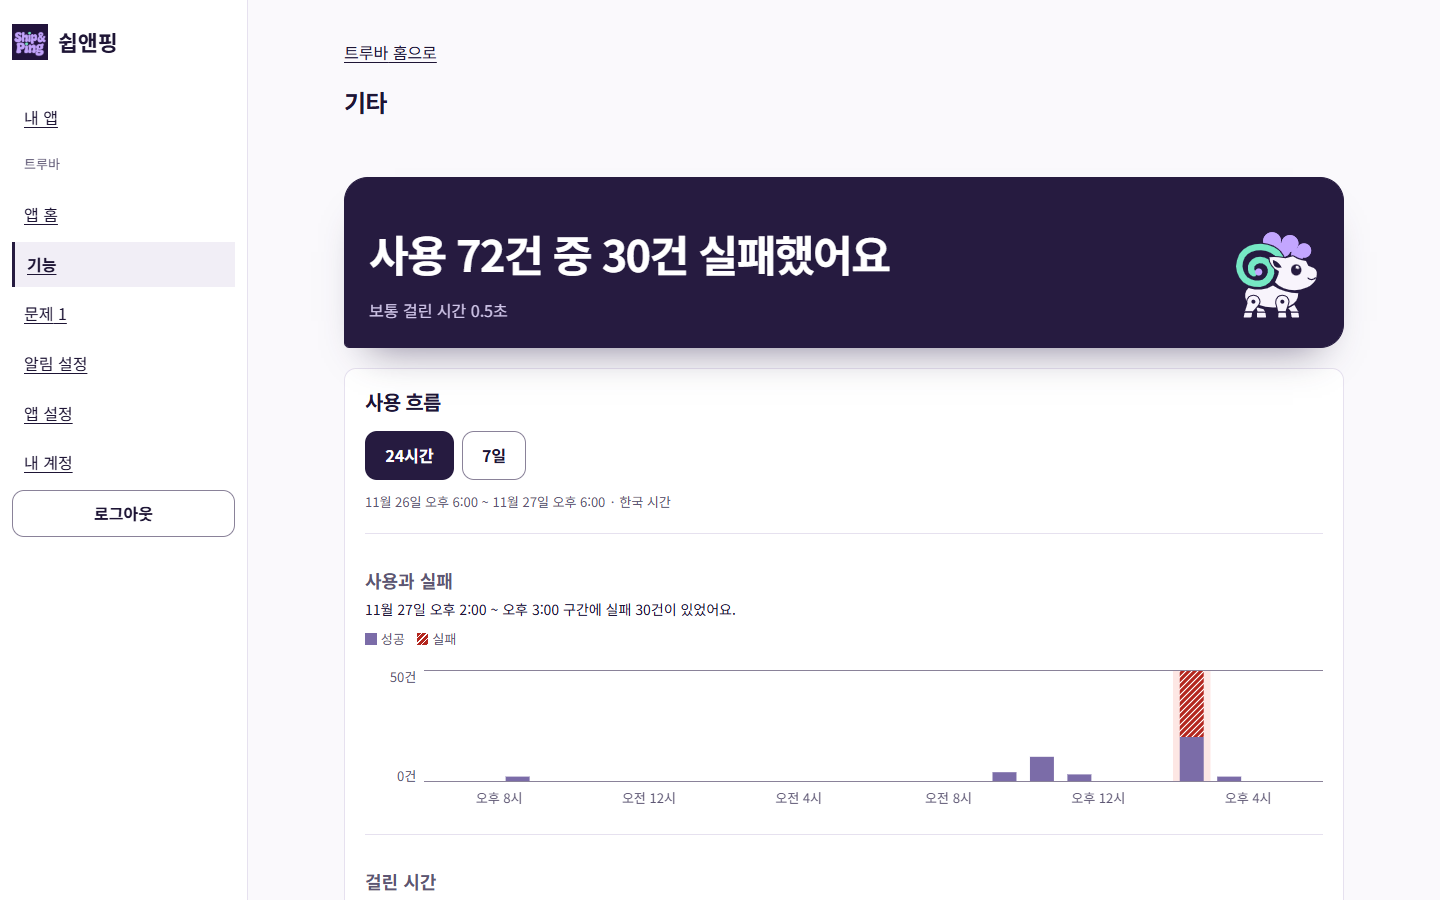 Ship&
Ping
쉽앤핑
내 앱
트루바
앱 홈
기능
문제 1
알림 설정
앱 설정
내 계정
로그아웃
트루바 홈으로
기타
사용 72건 중 30건 실패했어요
보통 걸린 시간 0.5초
사용 흐름
24시간
7일
11월 26일 오후 6:00 ~ 11월 27일 오후 6:00 · 한국 시간
사용과 실패
11월 27일 오후 2:00 ~ 오후 3:00 구간에 실패 30건이 있었어요.
성공 실패
50건
0건
오후 8시 오전 12시 오전 4시 오전 8시 오후 12시 오후 4시
걸린 시간